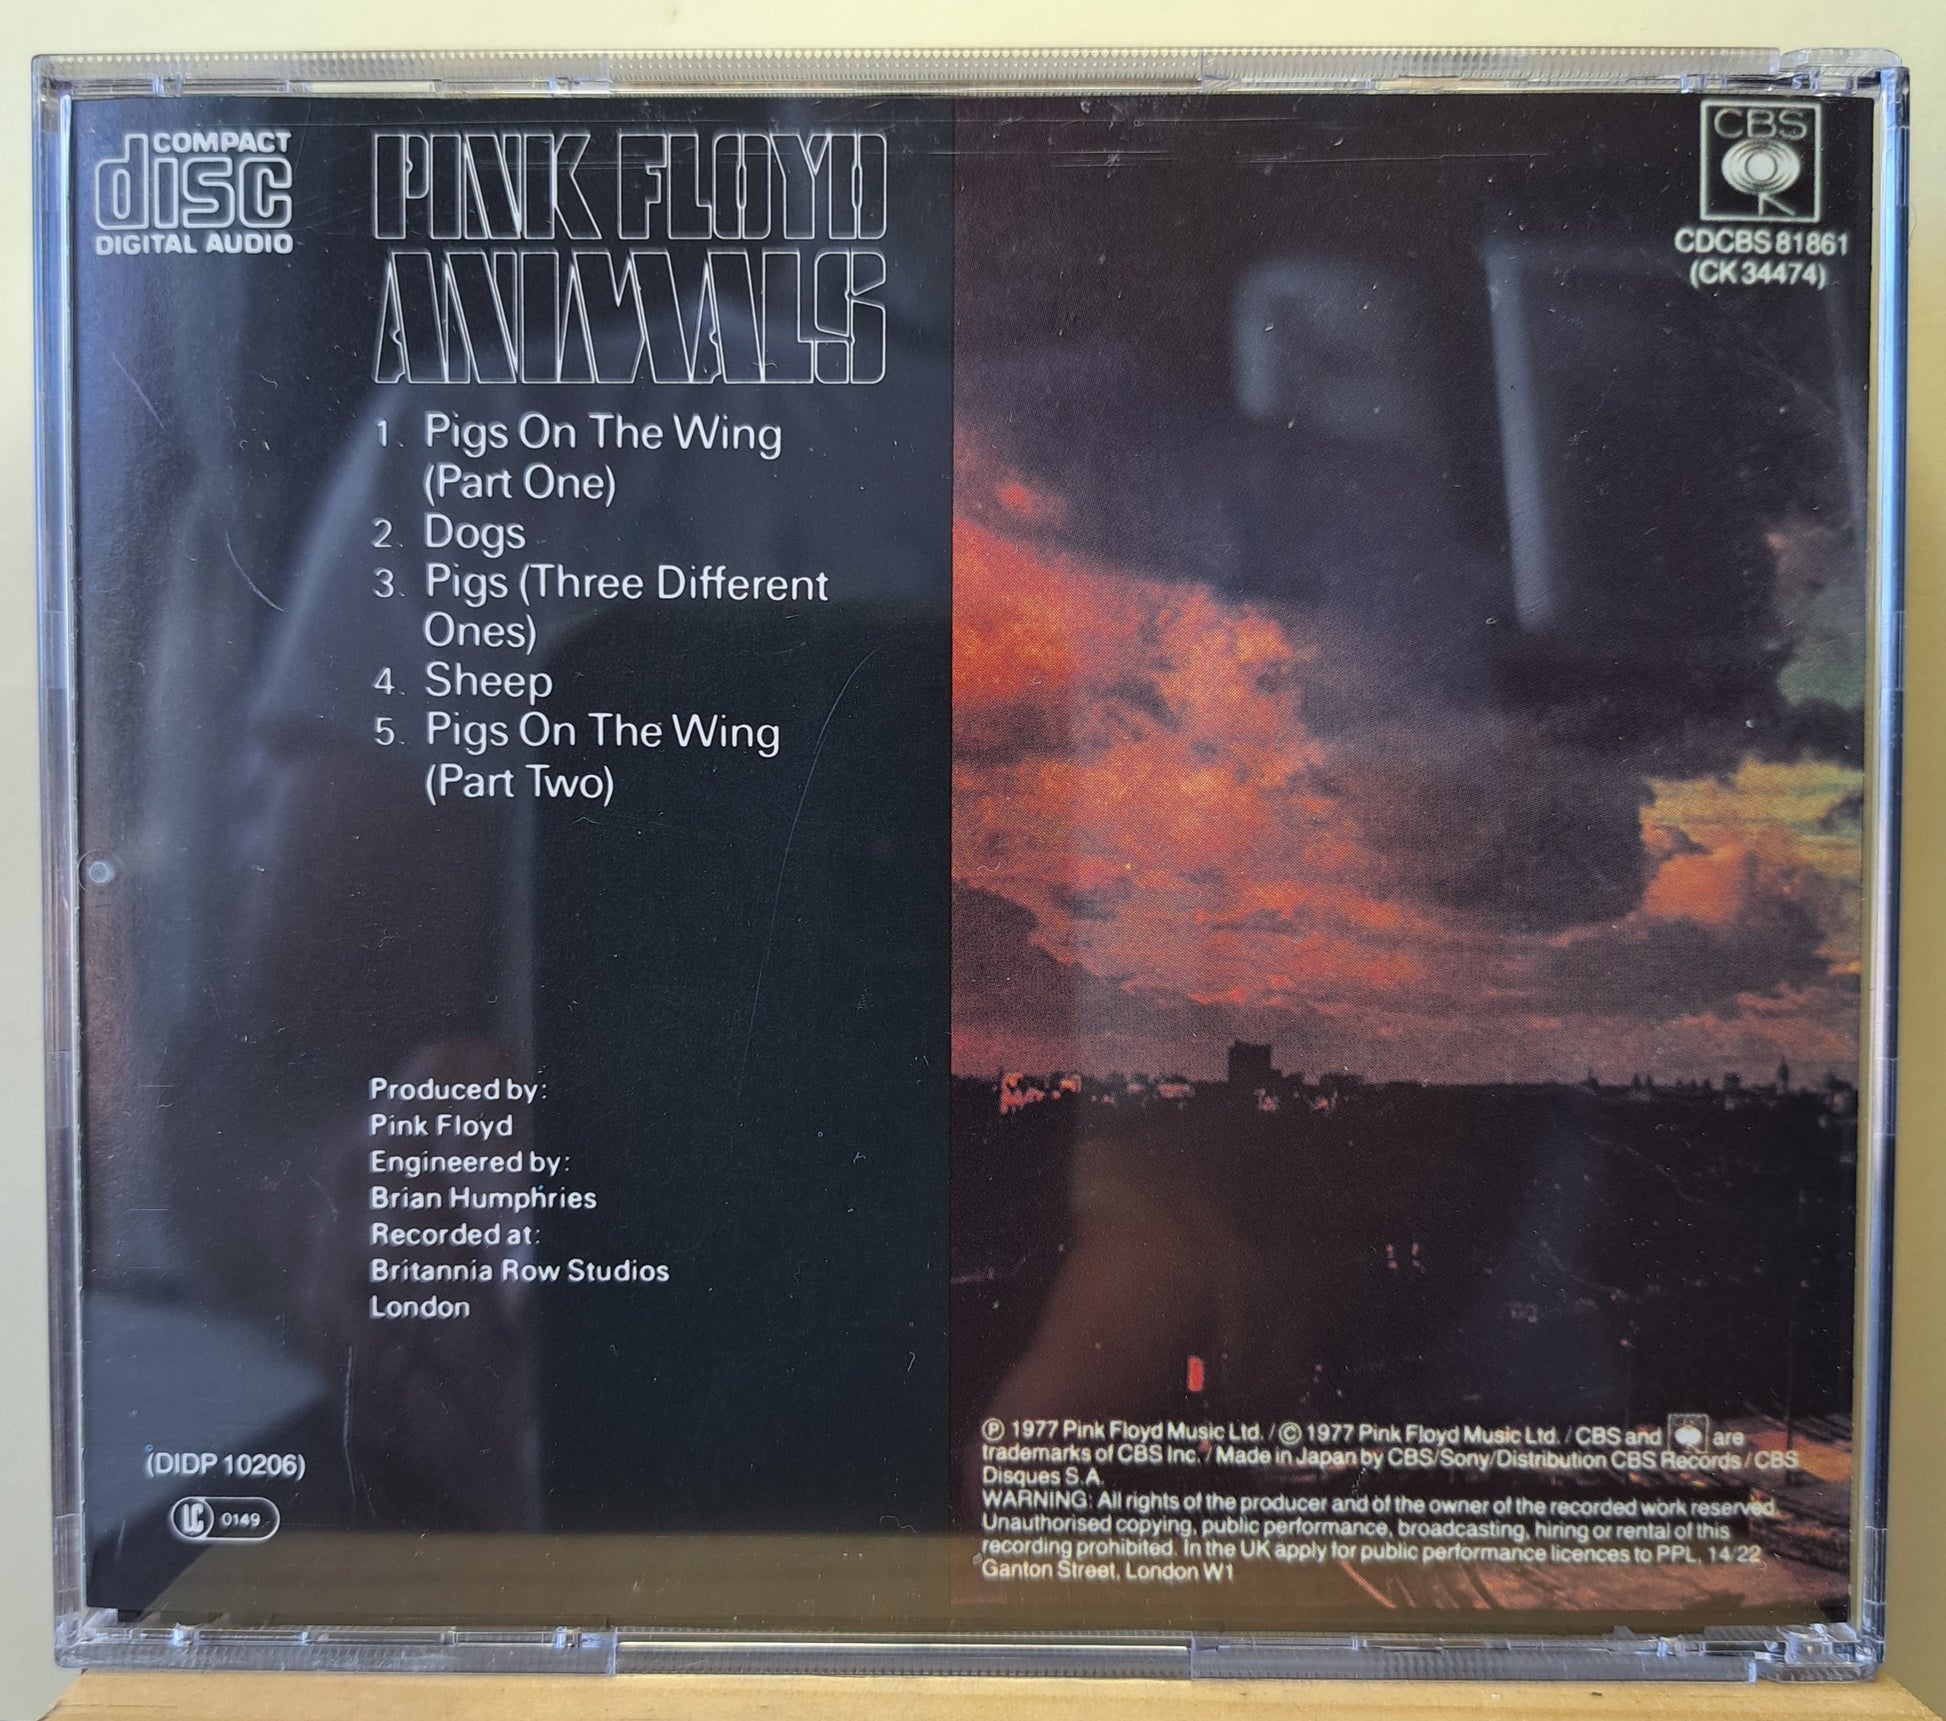 COMPACT
disc
DIGITAL AUDIO
PINK FLOYD
ANIMALS
1. Pigs On The Wing
(Part One)
2. Dogs
3. Pigs (Three Different
Ones)
4. Sheep
5. Pigs On The Wing
(Part Two)
Produced by:
Pink Floyd
Engineered by:
Brian Humphries
Recorded at:
Britannia Row Studios
London
(DIDP 10206)
LC 0149
CBS
CDCBS 81861
(CK 34474)
Ⓟ 1977 Pink Floyd Music Ltd. / © 1977 Pink Floyd Music Ltd. / CBS and are
trademarks of CBS Inc. / Made in Japan by CBS/Sony/Distribution CBS Records / CBS
Disques S.A.
WARNING: All rights of the producer and of the owner of the recorded work reserved.
Unauthorised copying, public performance, broadcasting, hiring or rental of this
recording prohibited. In the UK apply for public performance licences to PPL, 14/22
Ganton Street, London W1